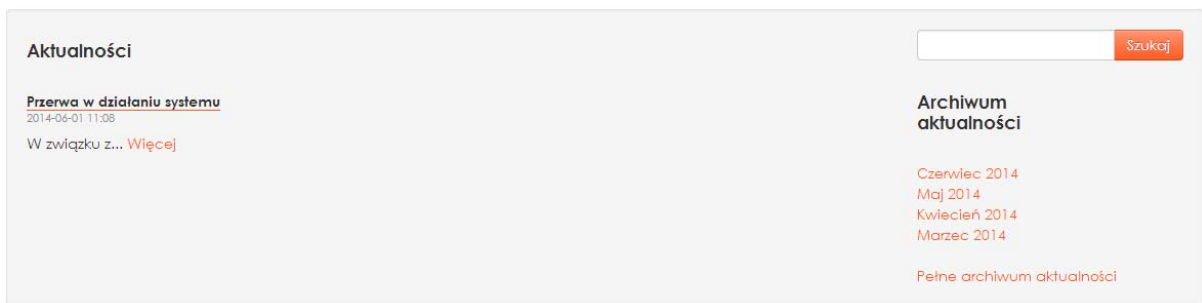 Aktualności
Przerwa w działaniu systemu
2014-06-01 11:08
W związku z... Więcej
Szukaj
Archiwum
aktualności
Czerwiec 2014
Maj 2014
Kwiecień 2014
Marzec 2014
Pełne archiwum aktualności